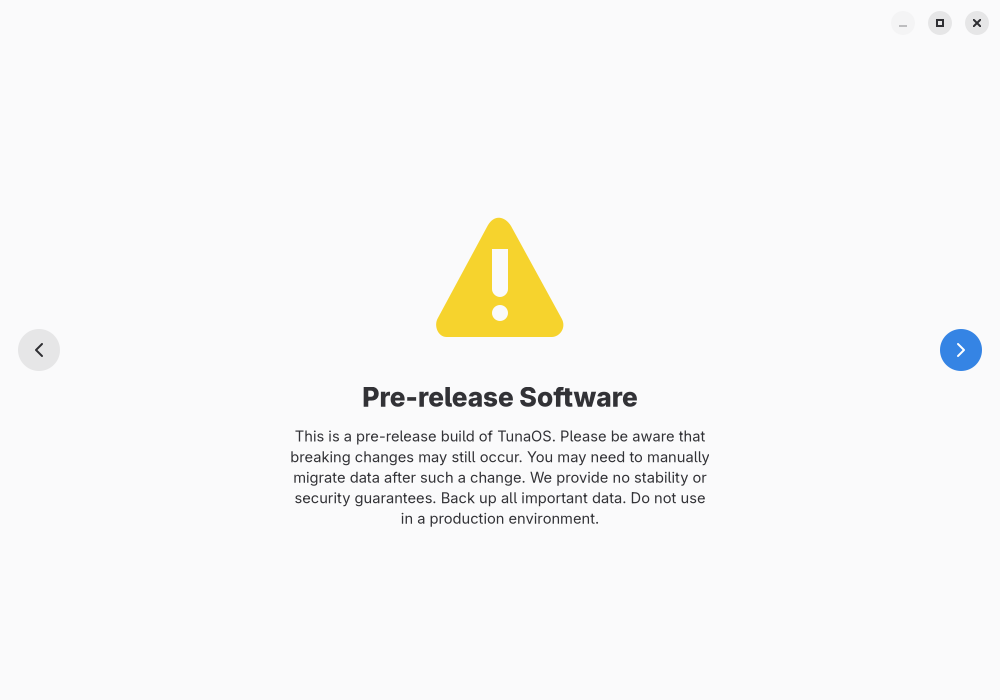 Pre-release Software
This is a pre-release build of TunaOS. Please be aware that
breaking changes may still occur. You may need to manually
migrate data after such a change. We provide no stability or
security guarantees. Back up all important data. Do not use
in a production environment.